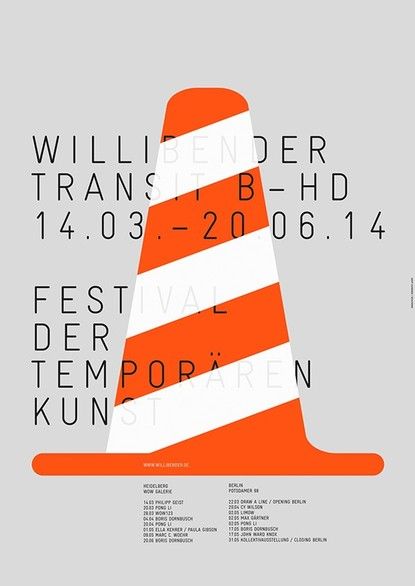 WILLIBENDER
TRANSIT B–HD
14.03.–20.06.14
FESTIVAL
DER
TEMPORÄREN
KUNST
WWW.WILLIBENDER.DE
HEIDELBERG
WOW GALERIE
14.03 PHILIPP GEIST
20.03 PONG LI
28.03 WOW123
04.04 BORIS DORNBUSCH
20.04 PONG LI
01.05 ELLA KEHRER / PAULA GIBSON
09.05 MARC C. WOEHR
20.06 BORIS DORNBUSCH
BERLIN
POTSDAMER 98
22.03 DRAW A LINE / OPENING BERLIN
20.04 CY WILSON
02.05 LIMOW
02.05 MAX GÄRTNER
02.05 PONG LI
17.05 BORIS DORNBUSCH
17.05 JOHN WARD KNOX
31.05 KOLLEKTIVAUSSTELLUNG / CLOSING BERLIN